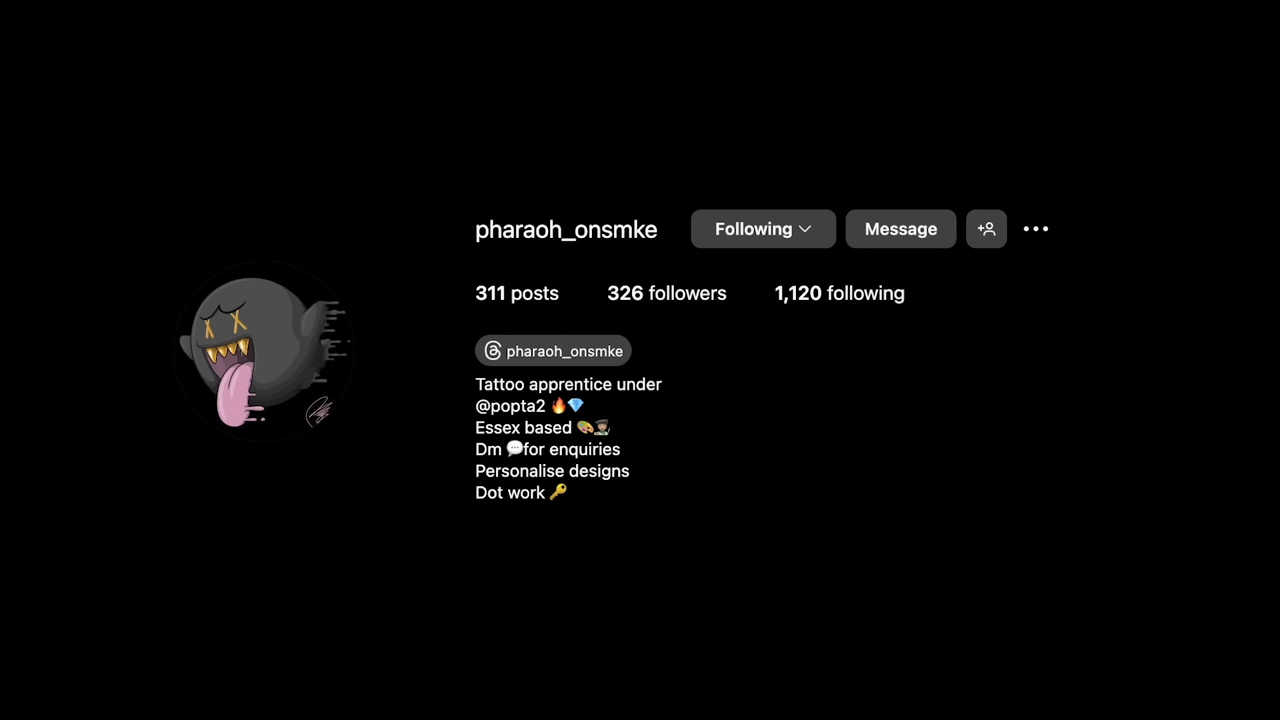 pharaoh_onsmke Following Message
311 posts 326 followers 1,120 following
pharaoh_onsmke
Tattoo apprentice under
@popta2 🔥💎
Essex based 🎨👩🏽‍🎨
Dm 💬for enquiries
Personalise designs
Dot work 🔑